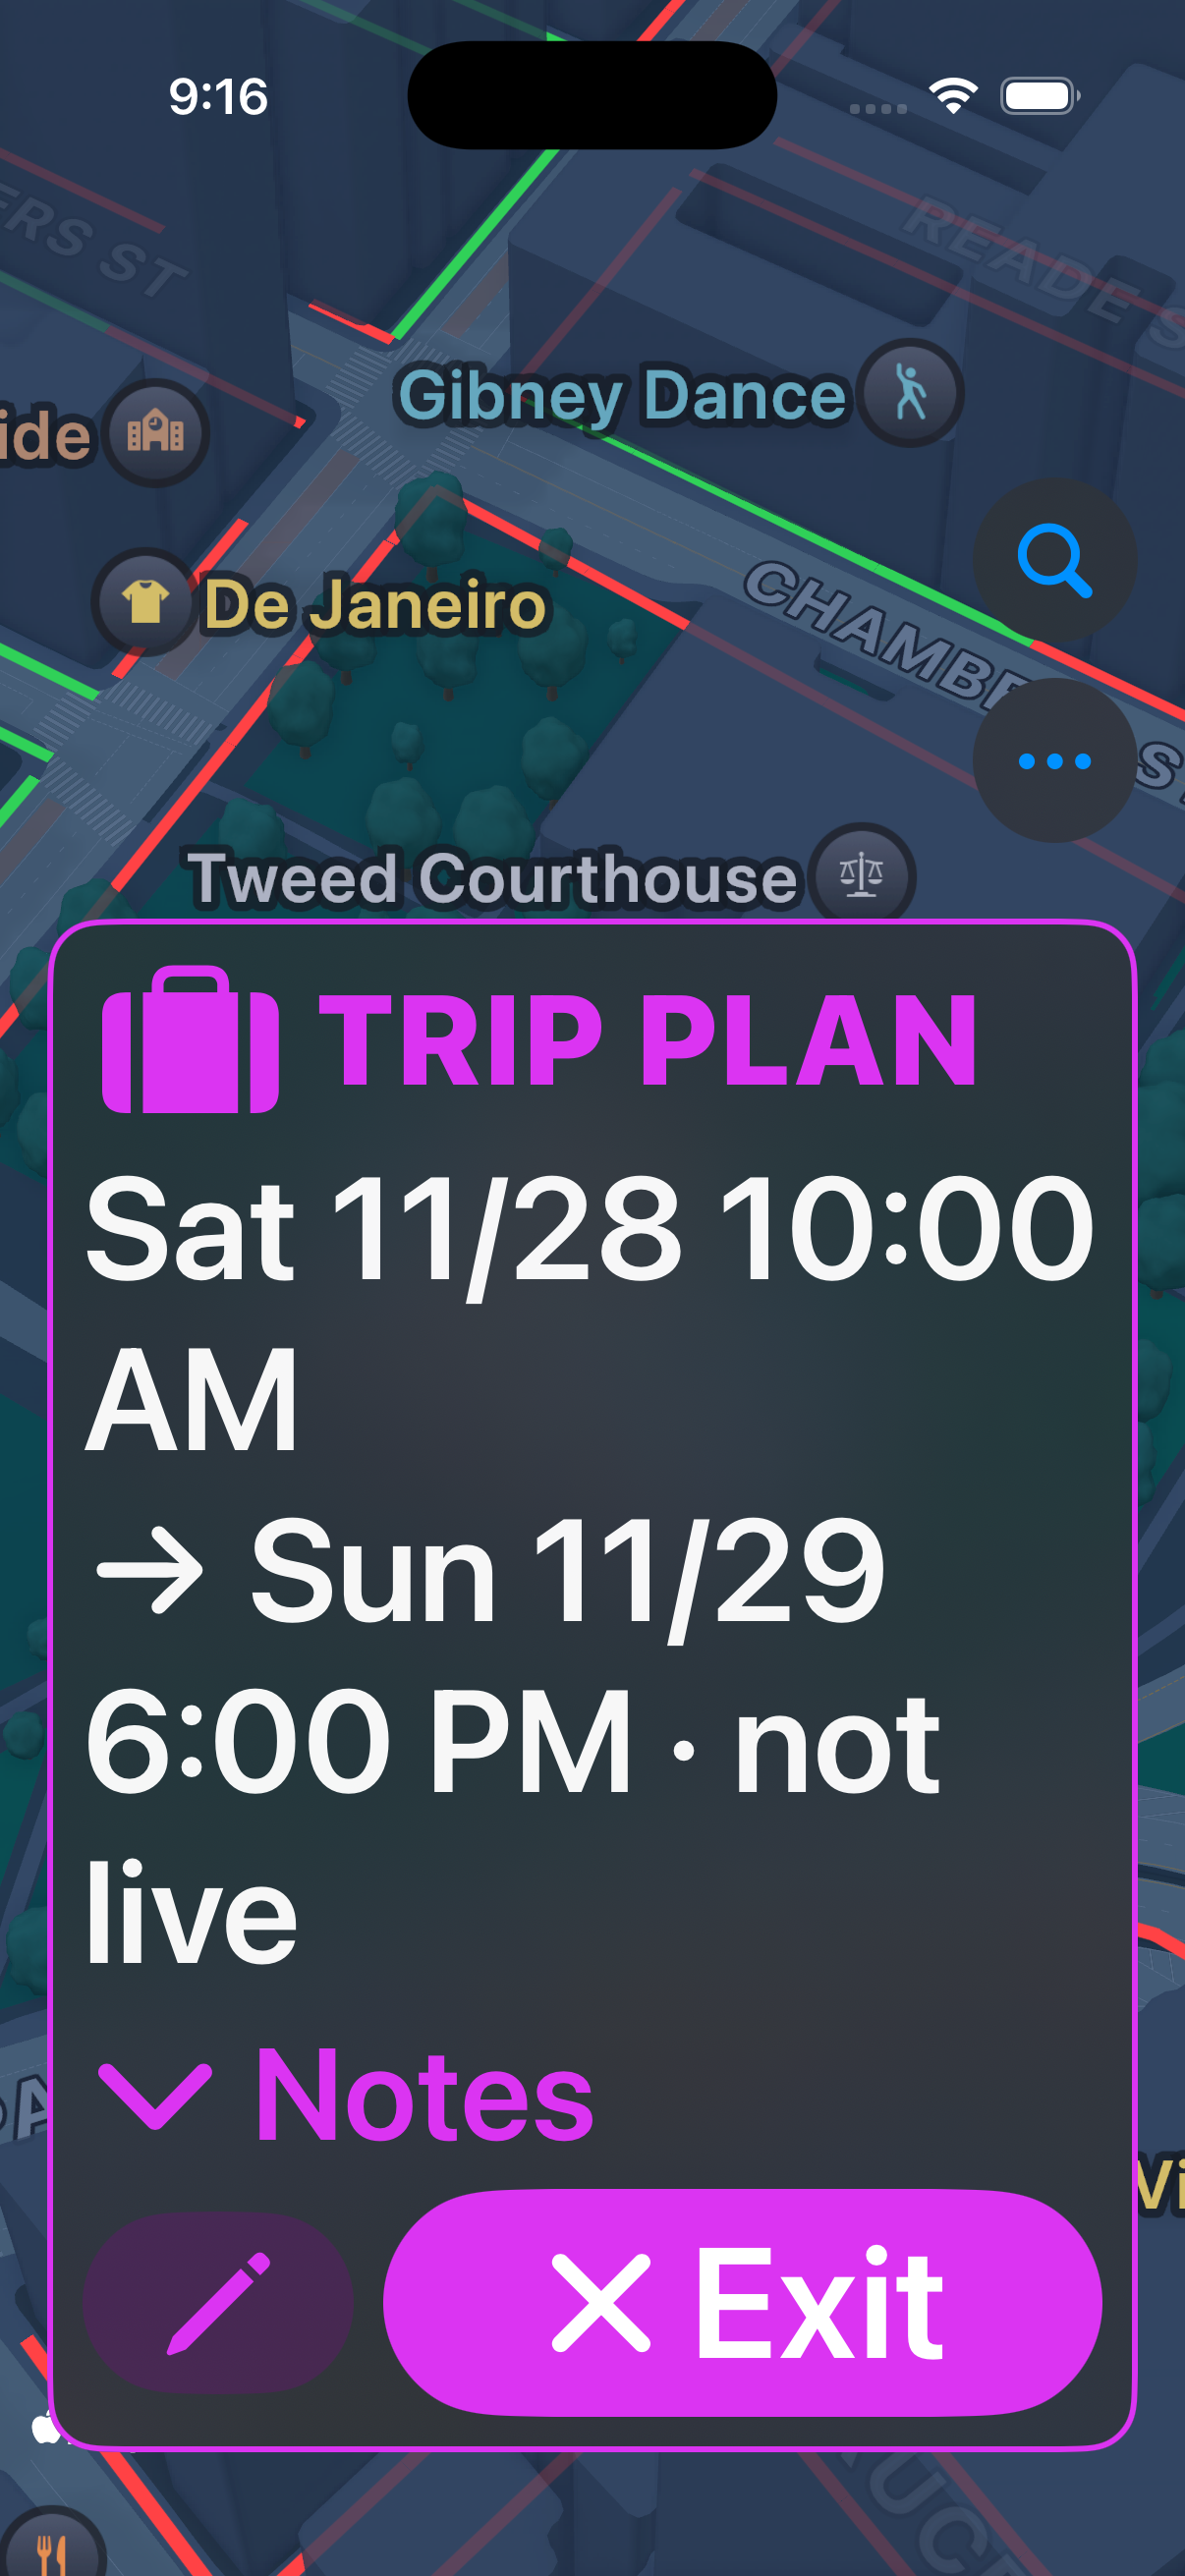 9:16
ERS ST
READE S
Gibney Dance
ide
De Janeiro
CHAMBE
S
Tweed Courthouse
TRIP PLAN
Sat 11/28 10:00
AM
→ Sun 11/29
6:00 PM · not
live
Notes
Vi
Exit